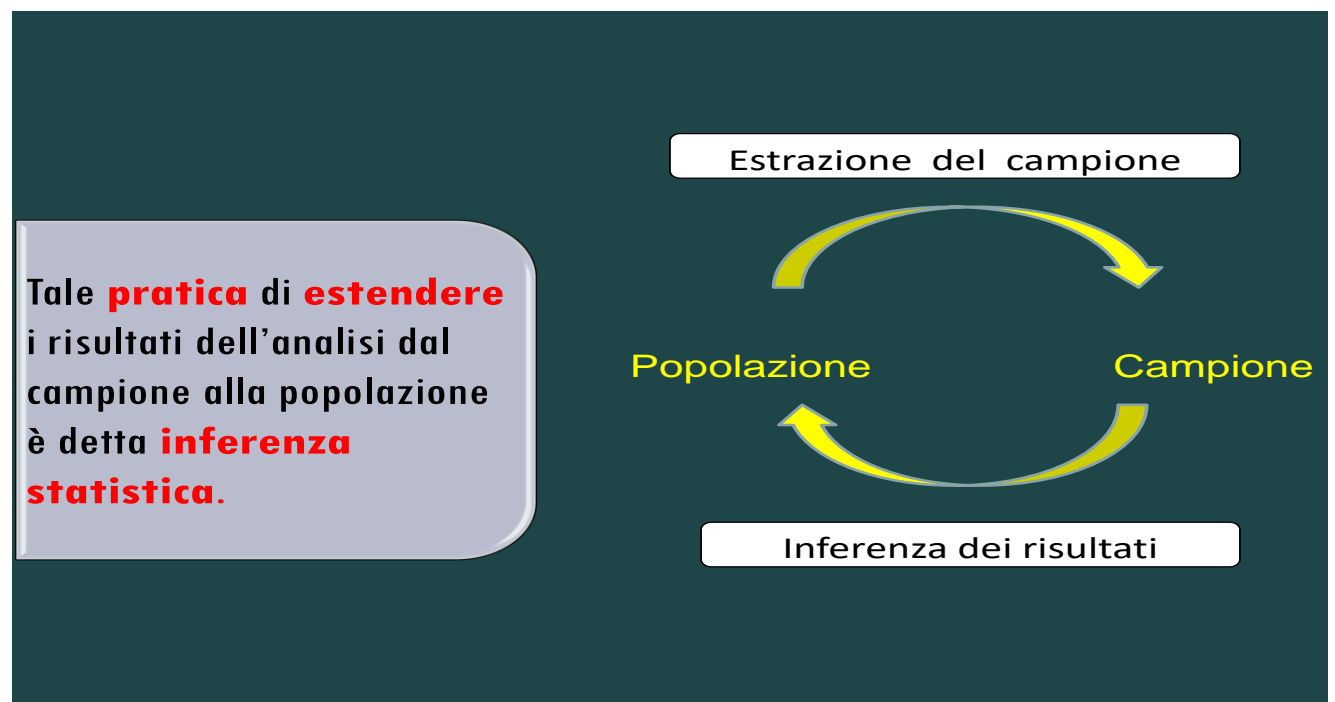 Estrazione del campione
Tale pratica di estendere
i risultati dell'analisi dal
campione alla popolazione
è detta inferenza
statistica.
Popolazione
Campione
Inferenza dei risultati